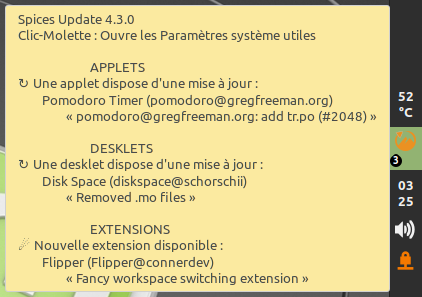 Spices Update 4.3.0
Clic-Molette : Ouvre les Paramètres système utiles
APPLETS
↻ Une applet dispose d'une mise à jour :
Pomodoro Timer (pomodoro@gregfreeman.org)
« pomodoro@gregfreeman.org: add tr.po (#2048) »
DESKLETS
↻ Une desklet dispose d'une mise à jour :
Disk Space (diskspace@schorschii)
« Removed .mo files »
EXTENSIONS
☄ Nouvelle extension disponible :
Flipper (Flipper@connerdev)
« Fancy workspace switching extension »
52
°C
3
03
25